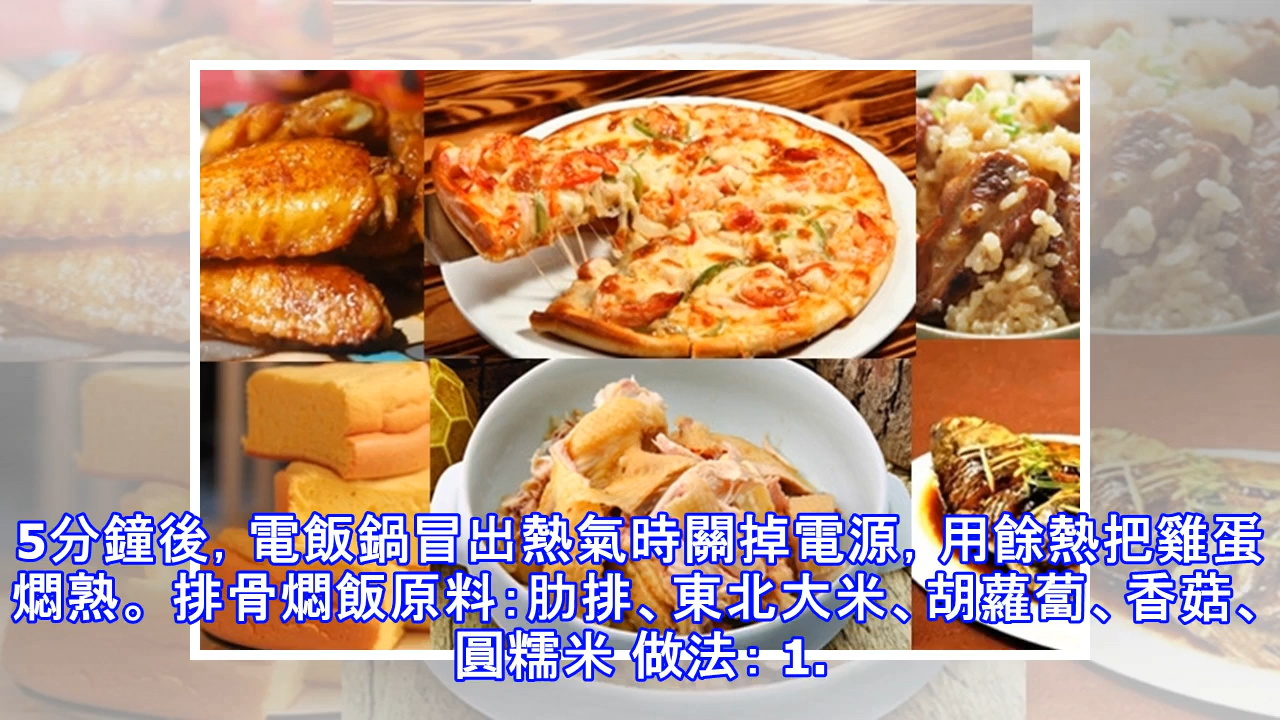 5分鐘後, 電飯鍋冒出熱氣時關掉電源, 用餘熱把雞蛋
燜熟。排骨燜飯原料:肋排、東北大米、胡蘿蔔、香菇、
圓糯米 做法: 1.